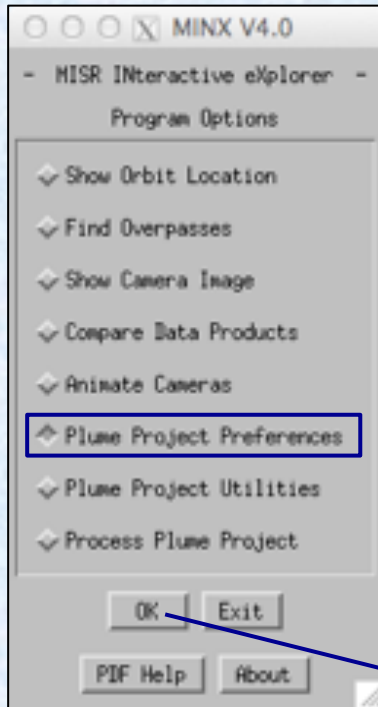 MINX V4.0
- MISR INteractive eXplorer -
Program Options
Show Orbit Location
Find Overpasses
Show Camera Image
Compare Data Products
Animate Cameras
Plume Project Preferences
Plume Project Utilities
Process Plume Project
OK Exit
PDF Help About